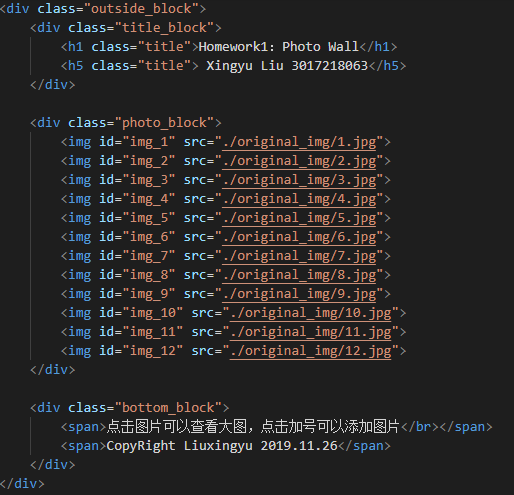 <div class="outside_block">
<div class="title_block">
<h1 class="title">Homework1：Photo Wall</h1>
<h5 class="title"> Xingyu Liu 3017218063</h5>
</div>
<div class="photo_block">
<img id="img_1" src="./original_img/1.jpg">
<img id="img_2" src="./original_img/2.jpg">
<img id="img_3" src="./original_img/3.jpg">
<img id="img_4" src="./original_img/4.jpg">
<img id="img_5" src="./original_img/5.jpg">
<img id="img_6" src="./original_img/6.jpg">
<img id="img_7" src="./original_img/7.jpg">
<img id="img_8" src="./original_img/8.jpg">
<img id="img_9" src="./original_img/9.jpg">
<img id="img_10" src="./original_img/10.jpg">
<img id="img_11" src="./original_img/11.jpg">
<img id="img_12" src="./original_img/12.jpg">
</div>
<div class="bottom_block">
<span>点击图片可以查看大图，点击加号可以添加图片</br></span>
<span>CopyRight Liuxingyu 2019.11.26</span>
</div>
</div>